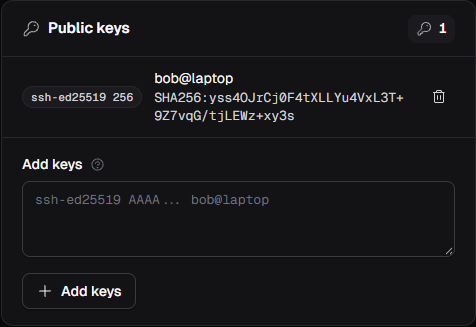 Public keys
1
ssh-ed25519 256
bob@laptop
SHA256:yss4OJrCj0F4tXLLYu4VxL3T+
9Z7vqG/tjLEWz+xy3s
Add keys
ssh-ed25519 AAAA... bob@laptop
Add keys